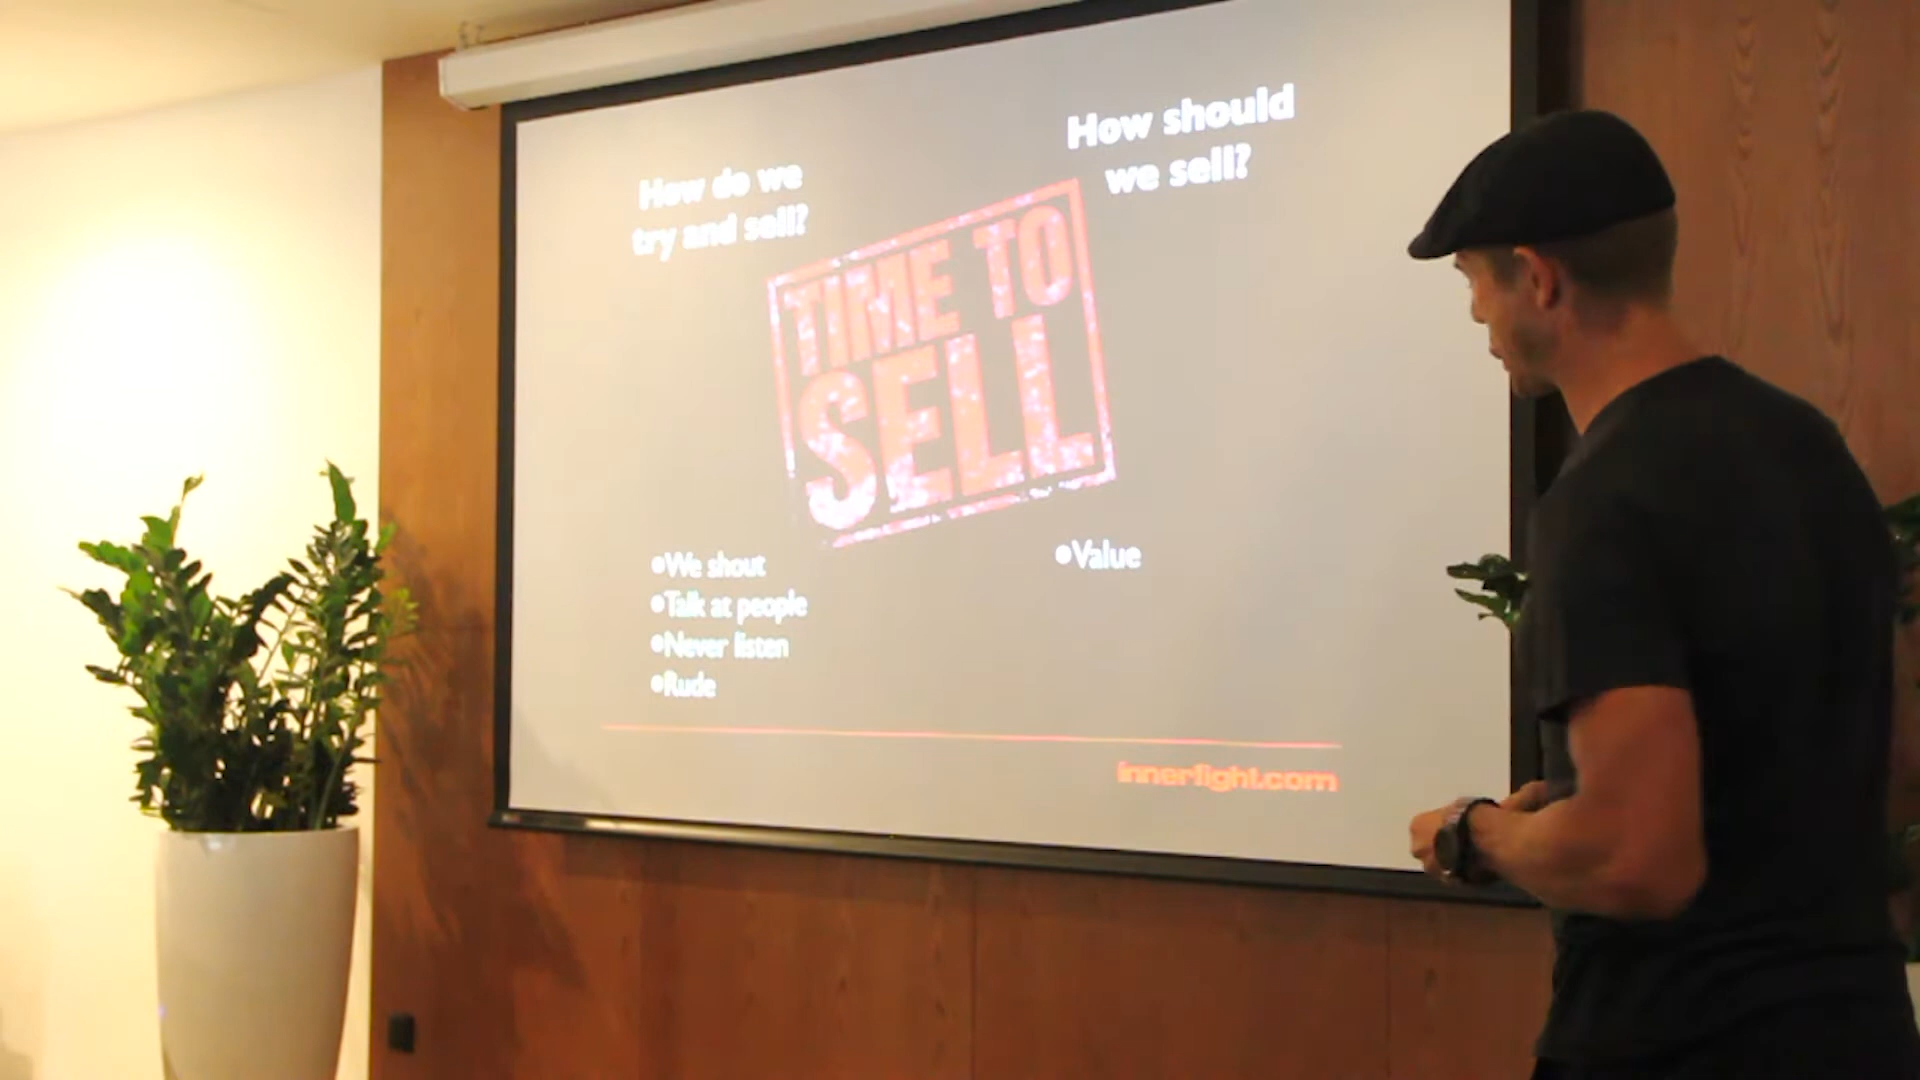 How do we
try and sell?
How should
we sell?
TIME TO
SELL
•We shout
•Talk at people
•Never listen
•Rude
•Value
innerfight.com